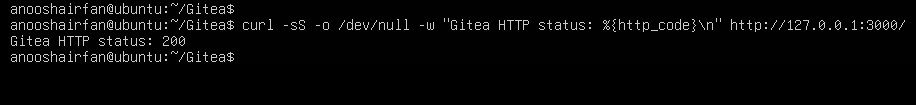 anooshairfan@ubuntu:~/Gitea$
anooshairfan@ubuntu:~/Gitea$ curl -sS -o /dev/null -w "Gitea HTTP status: %{http_code}\n" http://127.0.0.1:3000/
Gitea HTTP status: 200
anooshairfan@ubuntu:~/Gitea$